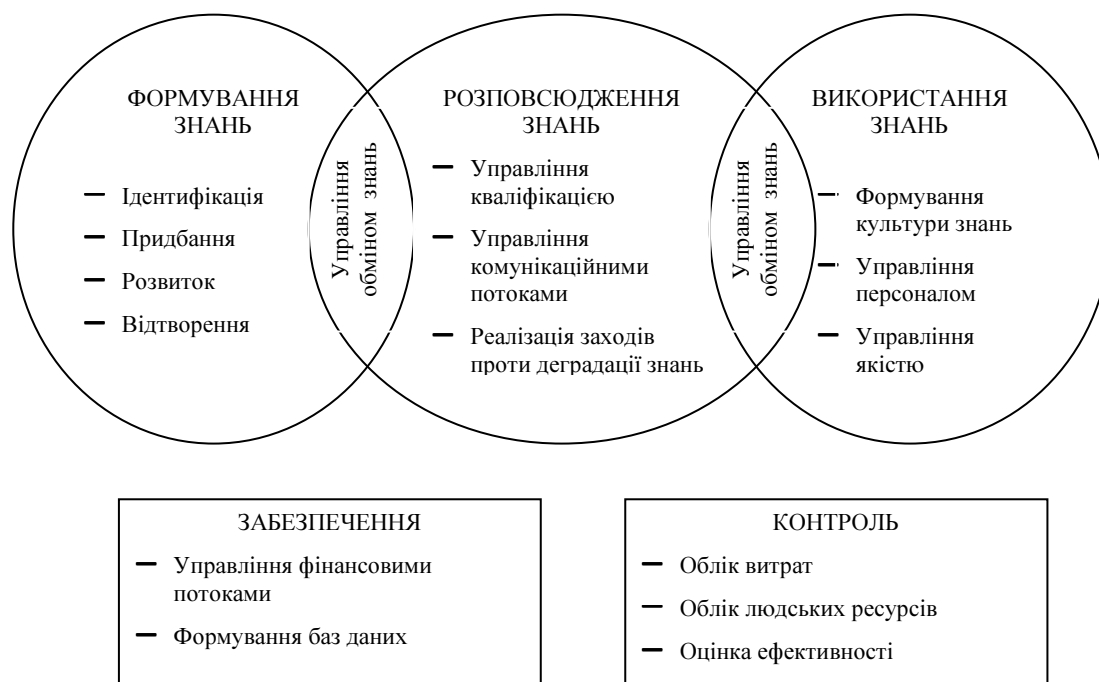 ФОРМУВАННЯ
ЗНАНЬ
– Ідентифікація
– Придбання
– Розвиток
– Відтворення
Управління
обміном знань
РОЗПОВСЮДЖЕННЯ
ЗНАНЬ
– Управління
кваліфікацією
– Управління
комунікаційними
потоками
– Реалізація заходів
проти деградації знань
Управління
обміном знань
ВИКОРИСТАННЯ
ЗНАНЬ
– Формування
культури знань
– Управління
персоналом
– Управління
якістю
ЗАБЕЗПЕЧЕННЯ
– Управління фінансовими
потоками
– Формування баз даних
КОНТРОЛЬ
– Облік витрат
– Облік людських ресурсів
– Оцінка ефективності